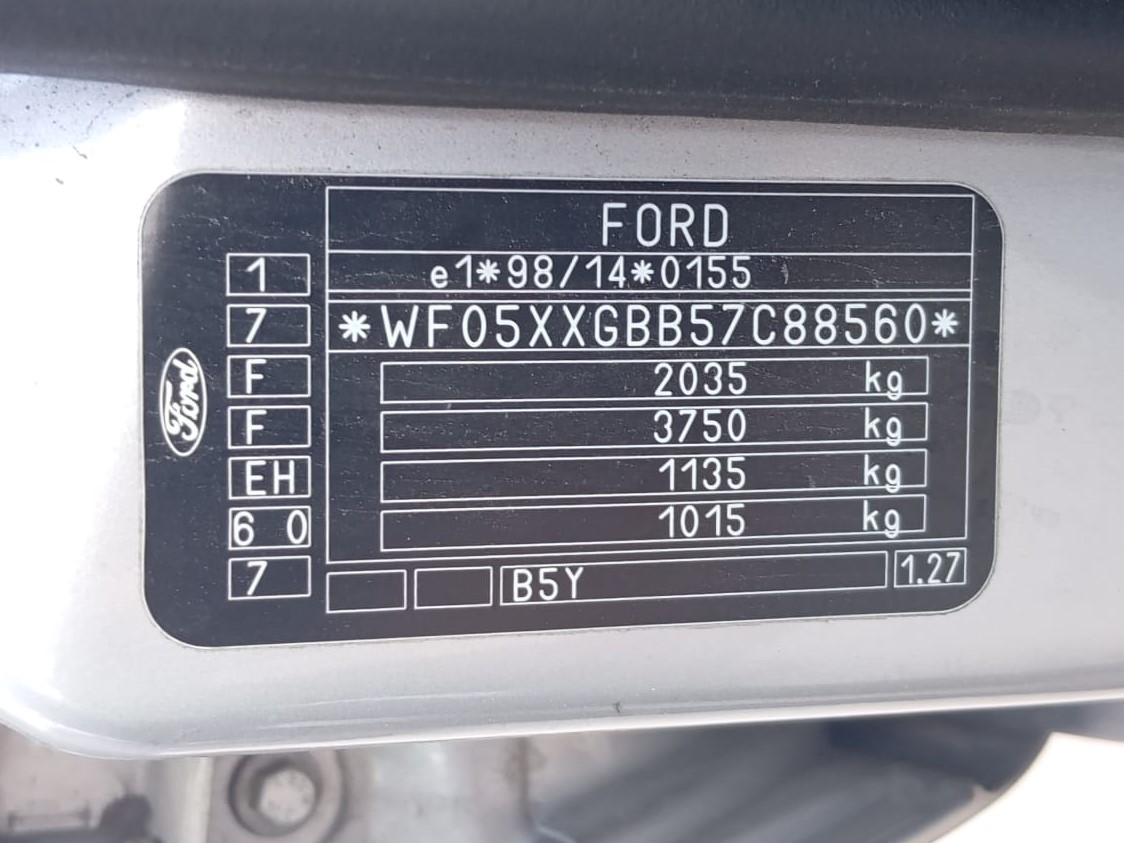 FORD
1
e1*98/14*0155
7
*WF05XXGBB57C88560*
F
2035 kg
F
3750 kg
EH
1135 kg
6 0
1015 kg
7
B5Y
1.27
Ford